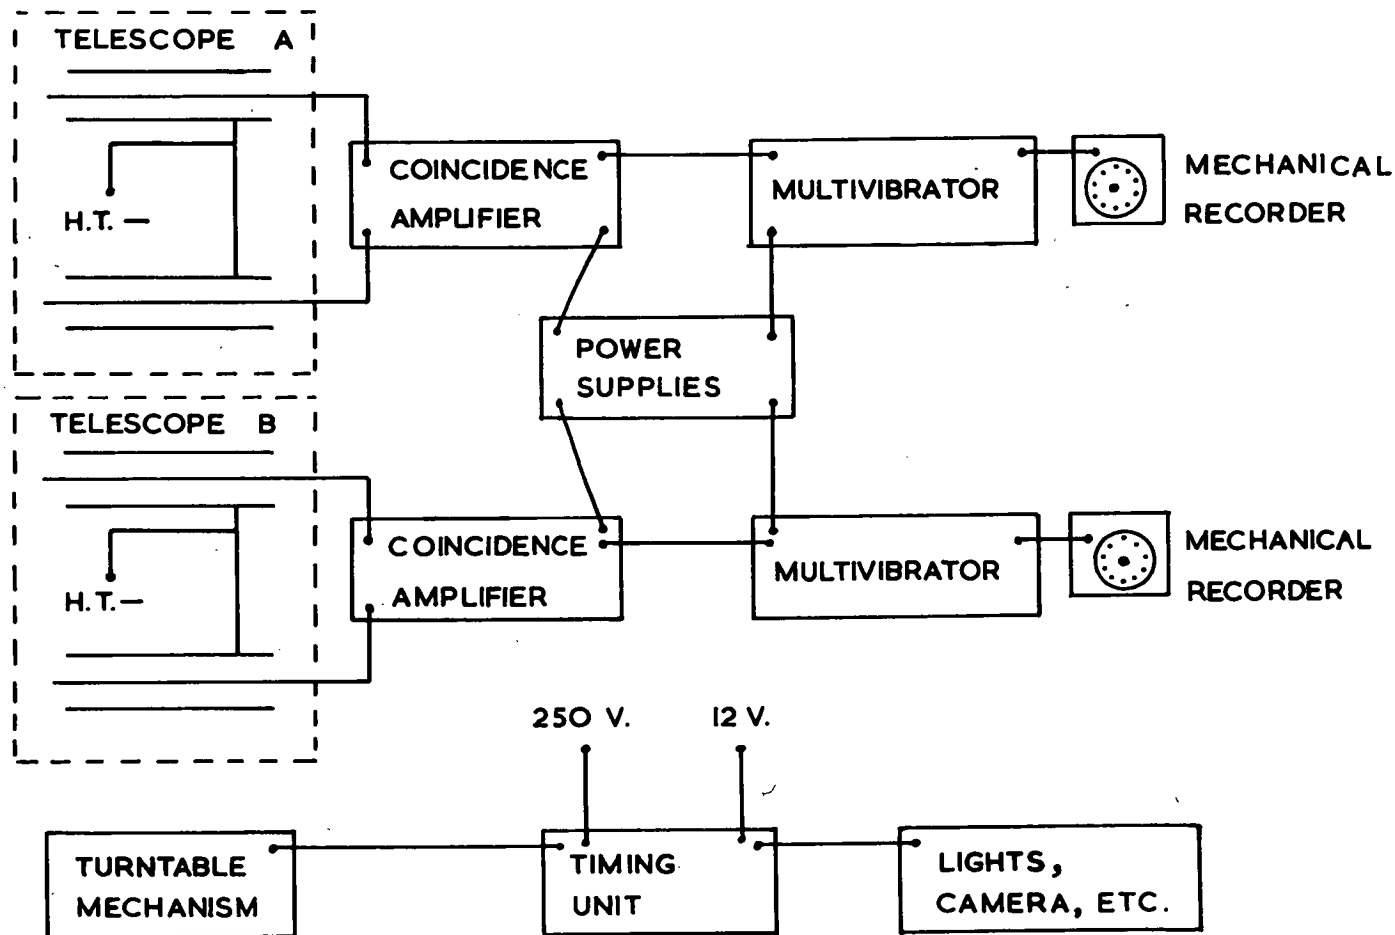 TELESCOPE A
H.T. –
COINCIDENCE
AMPLIFIER
MULTIVIBRATOR
MECHANICAL
RECORDER
POWER
SUPPLIES
TELESCOPE B
H.T. –
COINCIDENCE
AMPLIFIER
MULTIVIBRATOR
MECHANICAL
RECORDER
250 V.
12 V.
TURNTABLE
MECHANISM
TIMING
UNIT
LIGHTS,
CAMERA, ETC.